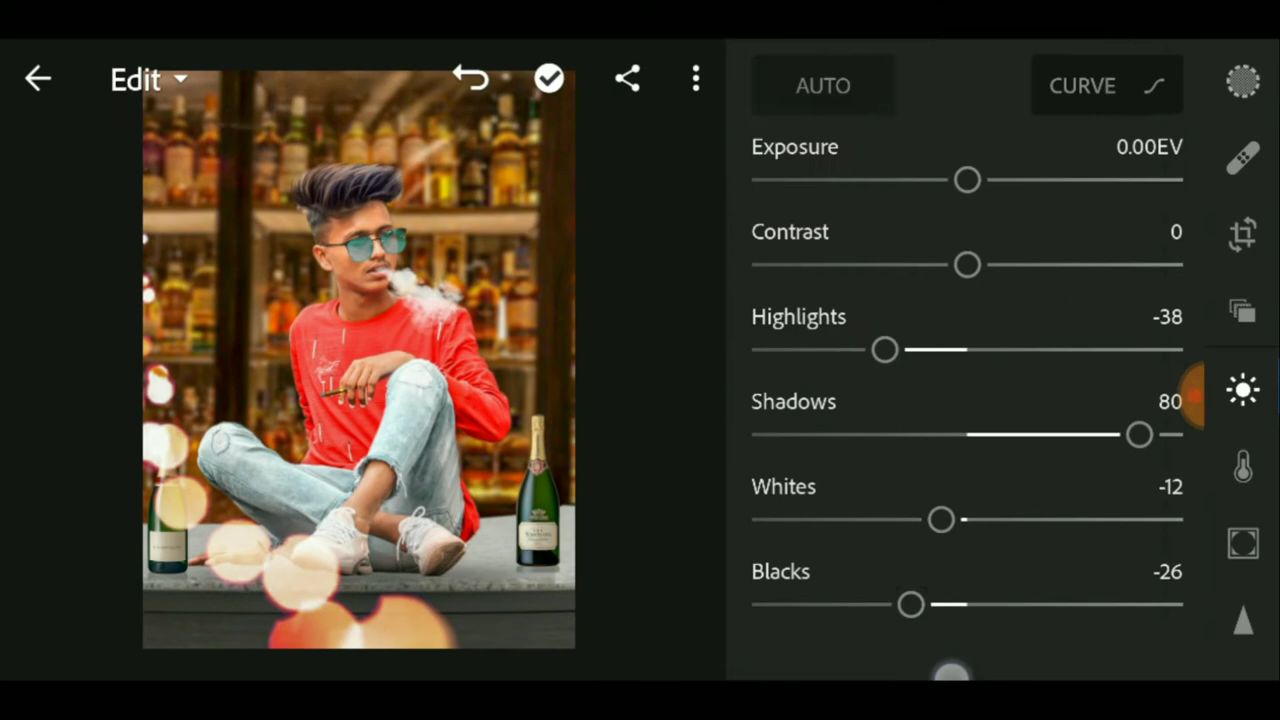 Edit
AUTO
CURVE
Exposure 0.00EV
Contrast 0
Highlights -38
Shadows 80
Whites -12
Blacks -26